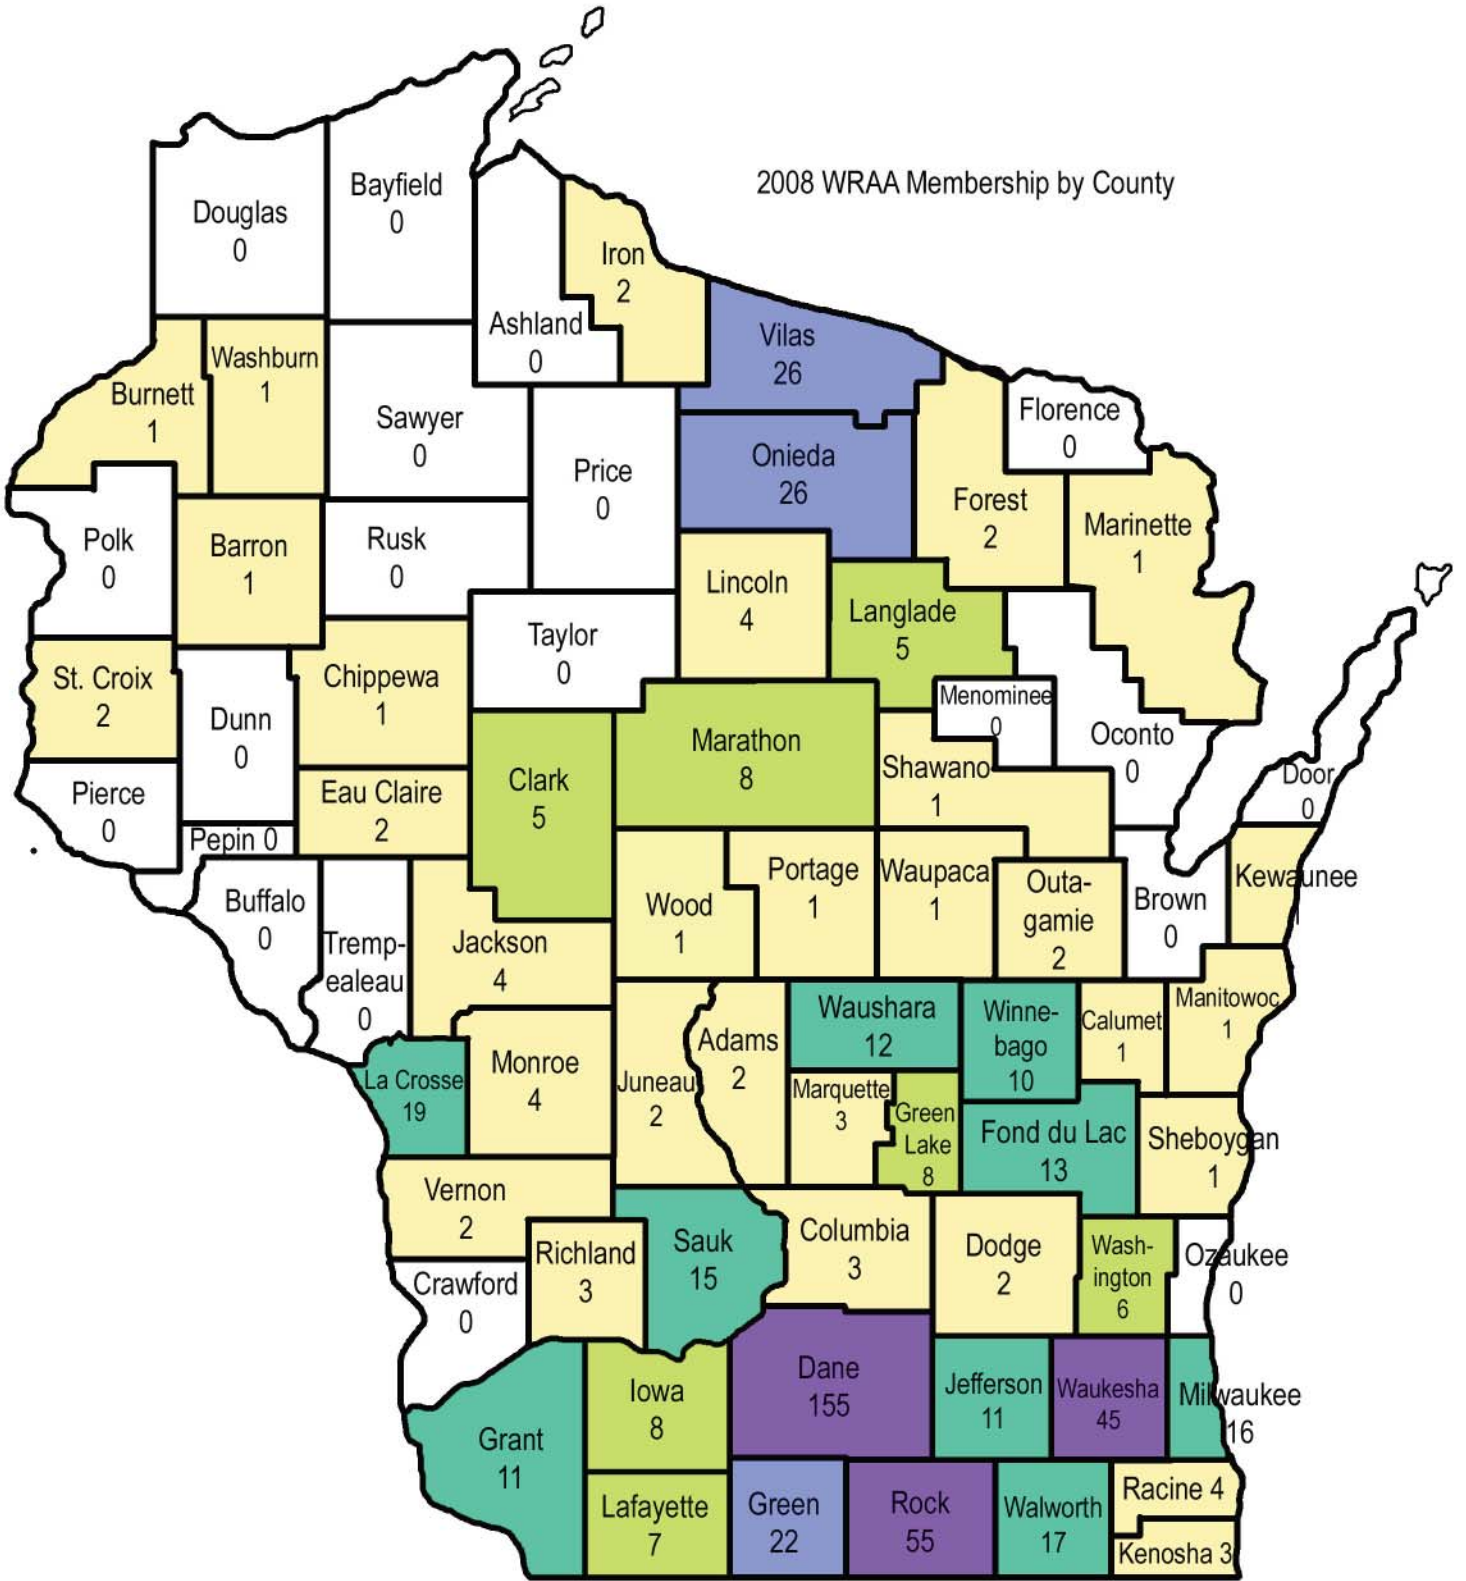 2008 WRAA Membership by County
Bayfield
0
Douglas
0
Iron
2
Ashland
0
Vilas
26
Washburn
1
Burnett
1
Sawyer
0
Florence
0
Price
0
Onieda
26
Forest
2
Marinette
1
Polk
0
Barron
1
Rusk
0
Lincoln
4
Langlade
5
Taylor
0
St. Croix
2
Chippewa
1
Dunn
0
Menominee
0
Oconto
0
Marathon
8
Clark
5
Shawano
1
Door
0
Pierce
0
Eau Claire
2
Pepin 0
Buffalo
0
Tremp-
ealeau
0
Jackson
4
Wood
1
Portage
1
Waupaca
1
Outa-
gamie
2
Brown
0
Kewaunee
1
Manitowoc
1
Calumet
1
Winne-
bago
10
Waushara
12
Adams
2
Juneau
2
Monroe
4
La Crosse
19
Marquette
3
Green
Lake
8
Fond du Lac
13
Sheboygan
1
Vernon
2
Richland
3
Sauk
15
Columbia
3
Dodge
2
Wash-
ington
6
Ozaukee
0
Crawford
0
Grant
11
Iowa
8
Dane
155
Jefferson
11
Waukesha
45
Milwaukee
16
Lafayette
7
Green
22
Rock
55
Walworth
17
Racine 4
Kenosha 3